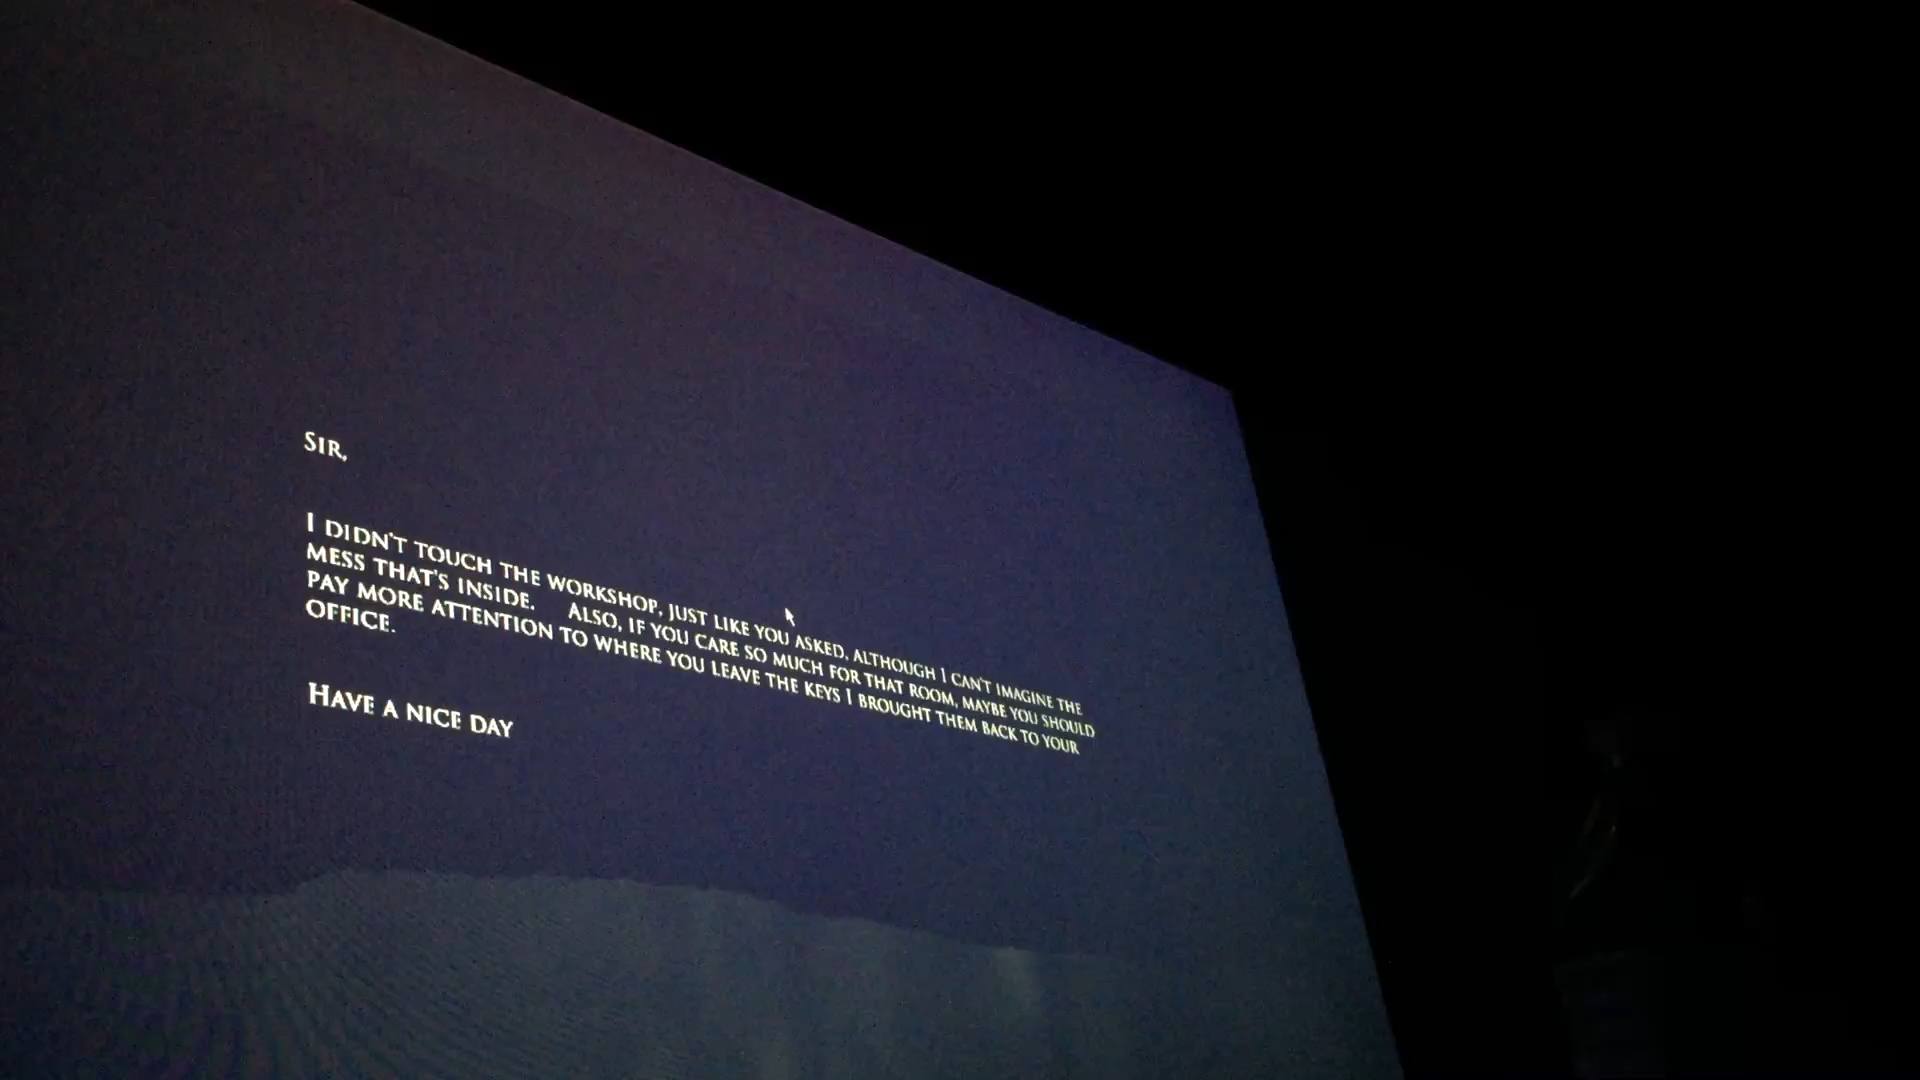 Sir,
I didn't touch the workshop, just like you asked, although I can't imagine the
mess that's inside. Also, if you care so much for that room, maybe you should
pay more attention to where you leave the keys I brought them back to your
office.
Have a nice day